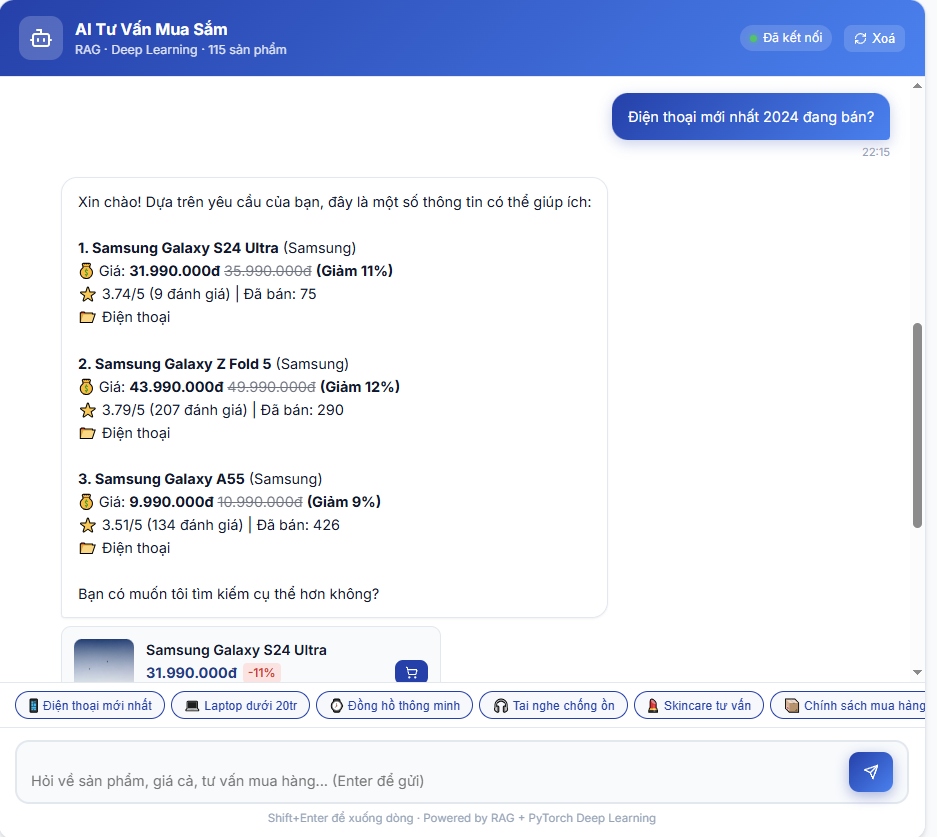 AI Tư Vấn Mua Sắm
RAG · Deep Learning · 115 sản phẩm
Đã kết nối
Xoá
Điện thoại mới nhất 2024 đang bán?
22:15
Xin chào! Dựa trên yêu cầu của bạn, đây là một số thông tin có thể giúp ích:
1. Samsung Galaxy S24 Ultra (Samsung)
💰 Giá: 31.990.000đ 35.990.000đ (Giảm 11%)
⭐ 3.74/5 (9 đánh giá) | Đã bán: 75
📁 Điện thoại
2. Samsung Galaxy Z Fold 5 (Samsung)
💰 Giá: 43.990.000đ 49.990.000đ (Giảm 12%)
⭐ 3.79/5 (207 đánh giá) | Đã bán: 290
📁 Điện thoại
3. Samsung Galaxy A55 (Samsung)
💰 Giá: 9.990.000đ 10.990.000đ (Giảm 9%)
⭐ 3.51/5 (134 đánh giá) | Đã bán: 426
📁 Điện thoại
Bạn có muốn tôi tìm kiếm cụ thể hơn không?
Samsung Galaxy S24 Ultra
31.990.000đ -11%
📱 Điện thoại mới nhất
💻 Laptop dưới 20tr
⌚ Đồng hồ thông minh
🎧 Tai nghe chống ồn
💄 Skincare tư vấn
📦 Chính sách mua hàng
Hỏi về sản phẩm, giá cả, tư vấn mua hàng... (Enter để gửi)
Shift+Enter để xuống dòng · Powered by RAG + PyTorch Deep Learning